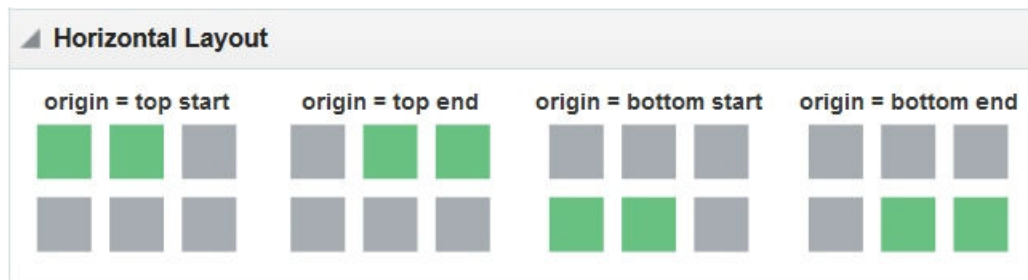 Horizontal Layout
origin = top start
origin = top end
origin = bottom start
origin = bottom end